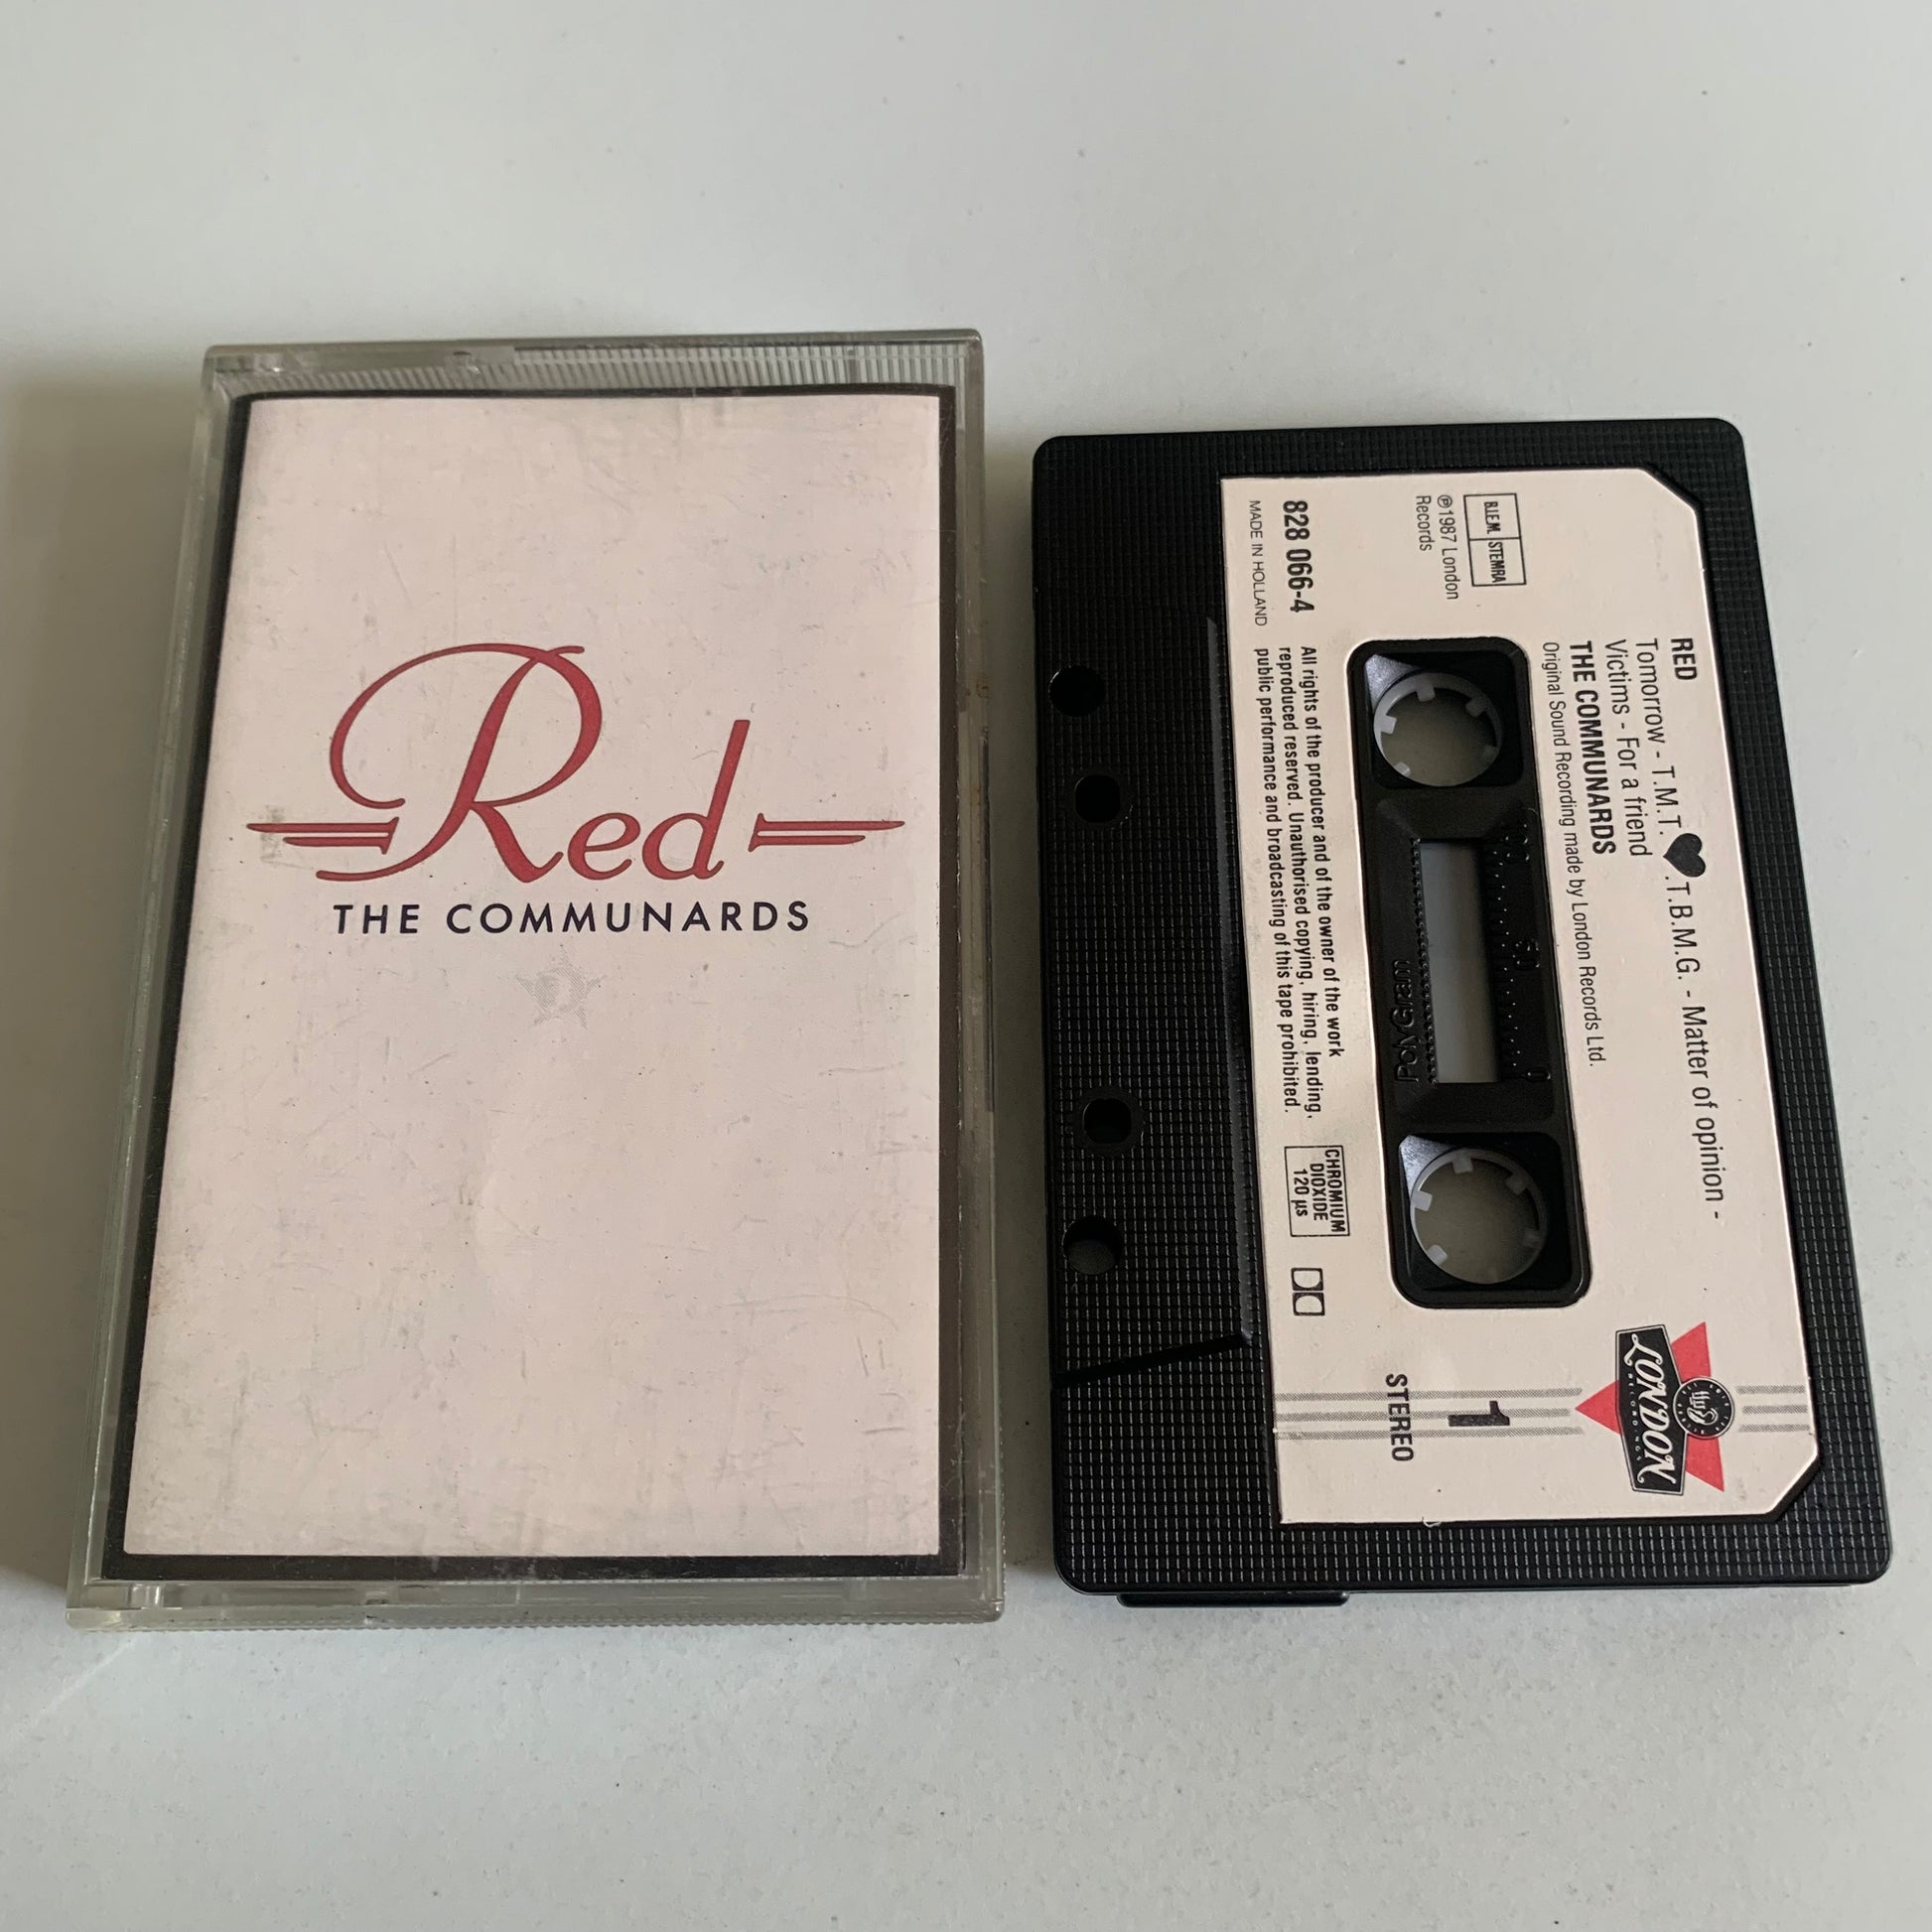 Red
THE COMMUNARDS
RED
Tomorrow - T.M.T.♥.T.B.M.G. - Matter of opinion -
Victims - For a friend
THE COMMUNARDS
Original Sound Recording made by London Records Ltd.
B.I.E.M. STEMRA
℗1987 London
Records
828 066-4
MADE IN HOLLAND
PolyGram
100 50 0
All rights of the producer and of the owner of the work
reproduced reserved. Unauthorised copying, hiring, lending,
public performance and broadcasting of this tape prohibited.
CHROMIUM
DIOXIDE
120 µs
LONDON
1
STEREO